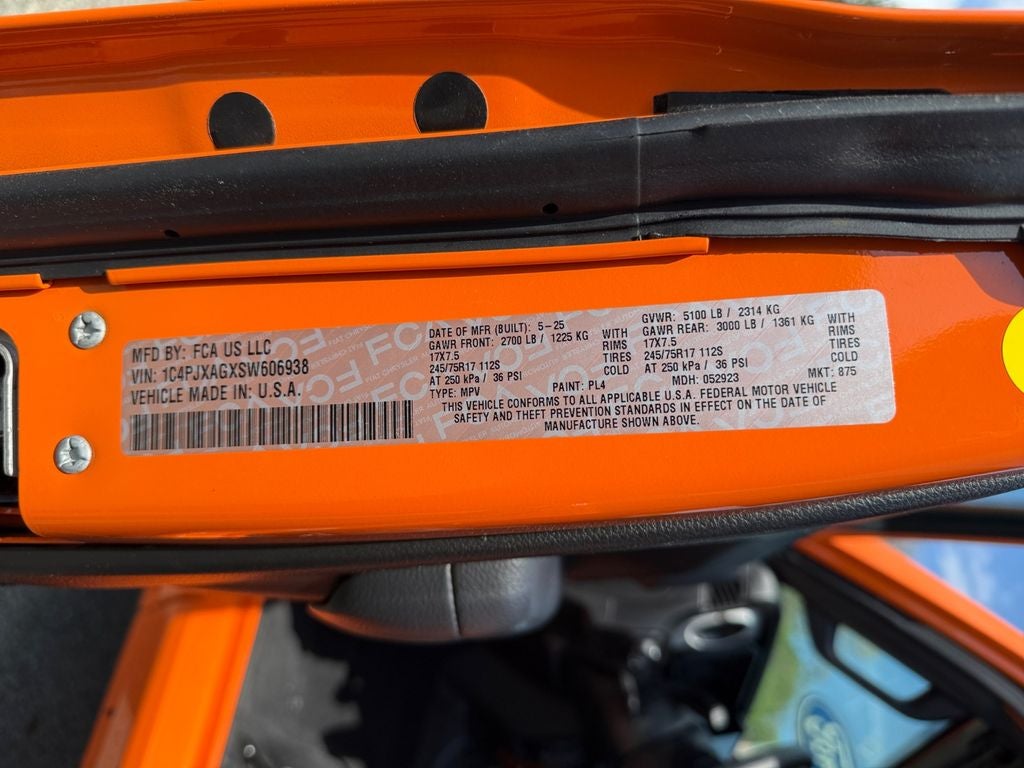 MFD BY: FCA US LLC
VIN: 1C4PJXAGXSW606938
VEHICLE MADE IN: U.S.A.
DATE OF MFR (BUILT): 5-25
GAWR FRONT: 2700 LB / 1225 KG WITH
17X7.5 RIMS
245/75R17 112S TIRES
AT 250 kPa / 36 PSI COLD
TYPE: MPV PAINT: PL4
GVWR: 5100 LB / 2314 KG
GAWR REAR: 3000 LB / 1361 KG WITH
17X7.5 RIMS
245/75R17 112S TIRES
AT 250 kPa / 36 PSI COLD
MDH: 052923 MKT: 875
THIS VEHICLE CONFORMS TO ALL APPLICABLE U.S.A. FEDERAL MOTOR VEHICLE
SAFETY AND THEFT PREVENTION STANDARDS IN EFFECT ON THE DATE OF
MANUFACTURE SHOWN ABOVE.
Ford